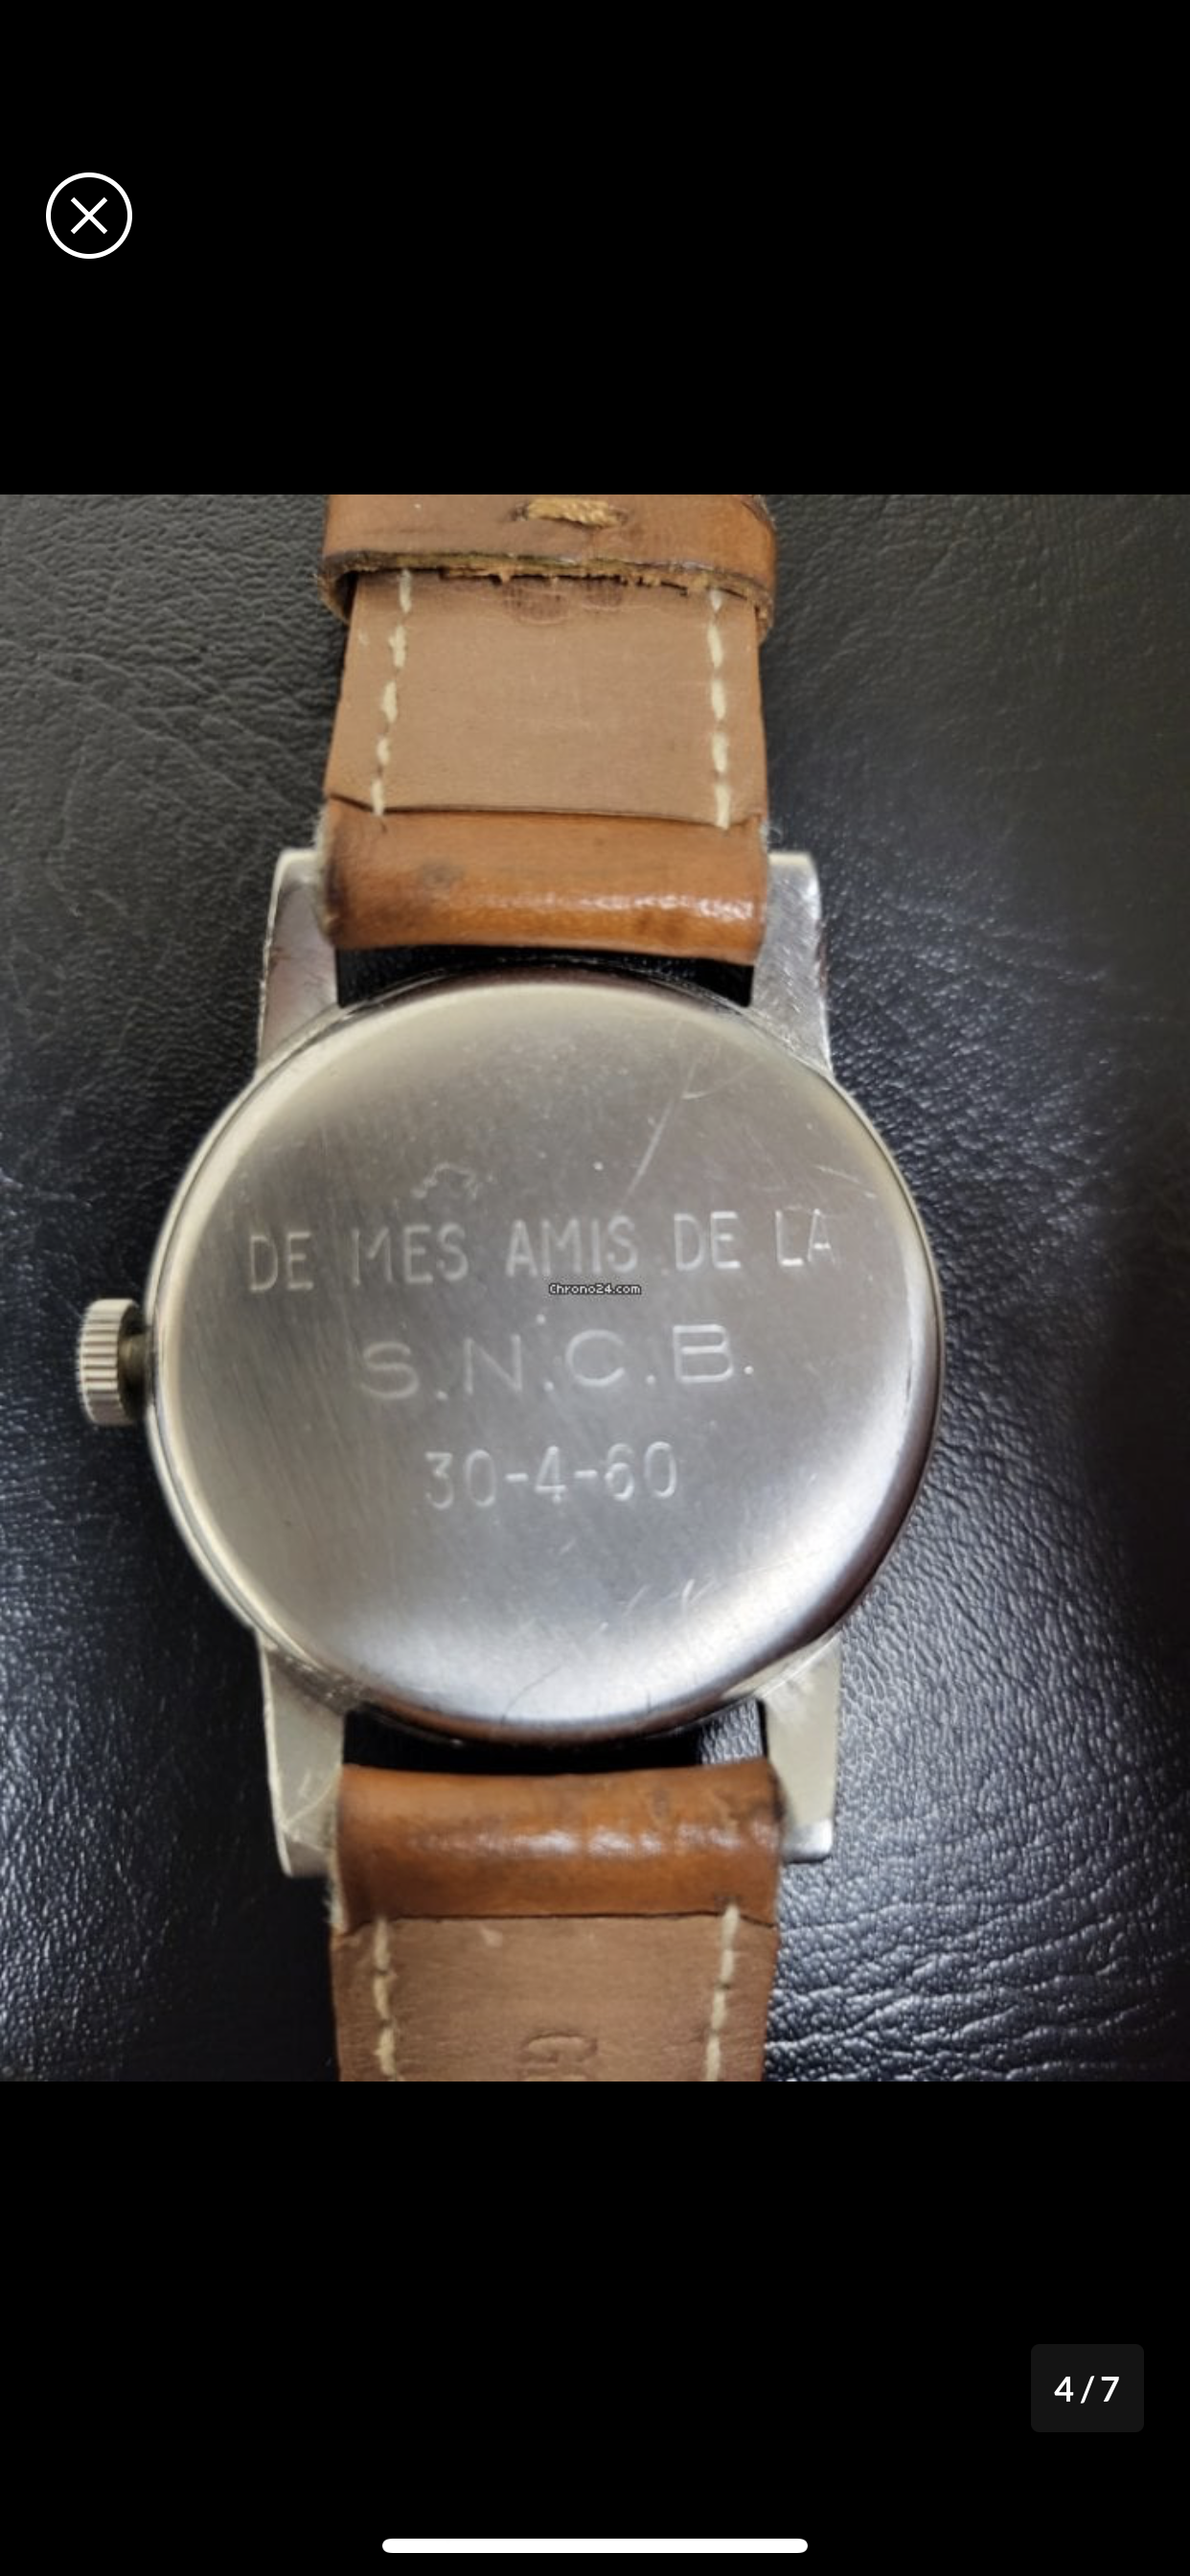 DE MES AMIS DE LA
Chrono24.com
S.N.C.B.
30-4-60
G
4/7